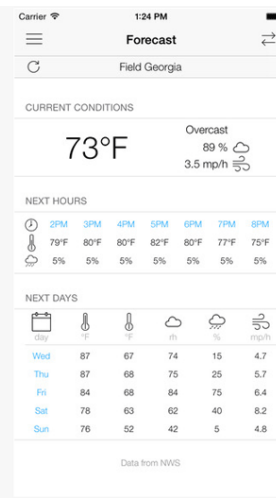 Carrier 1:24 PM
Forecast
Field Georgia
CURRENT CONDITIONS
73°F
Overcast
89 %
3.5 mp/h
NEXT HOURS
2PM 3PM 4PM 5PM 6PM 7PM 8PM
79°F 80°F 80°F 82°F 80°F 77°F 75°F
5% 5% 5% 5% 5% 5% 5%
NEXT DAYS
day °F °F rh % mp/h
Wed 87 67 74 15 4.7
Thu 87 68 75 25 5.7
Fri 84 68 84 75 6.4
Sat 78 63 62 40 8.2
Sun 76 52 42 5 4.8
Data from NWS